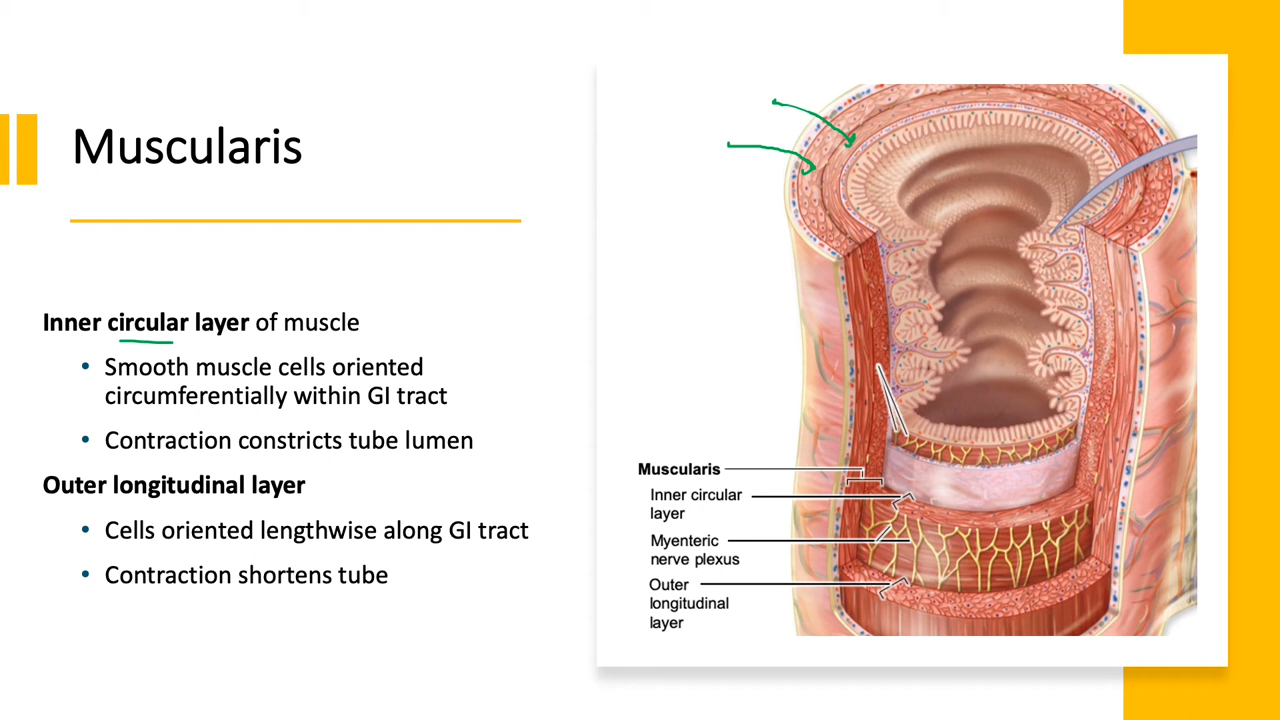 Muscularis
Inner circular layer of muscle
• Smooth muscle cells oriented
circumferentially within GI tract
• Contraction constricts tube lumen
Outer longitudinal layer
• Cells oriented lengthwise along GI tract
• Contraction shortens tube
Muscularis
Inner circular
layer
Myenteric
nerve plexus
Outer
longitudinal
layer